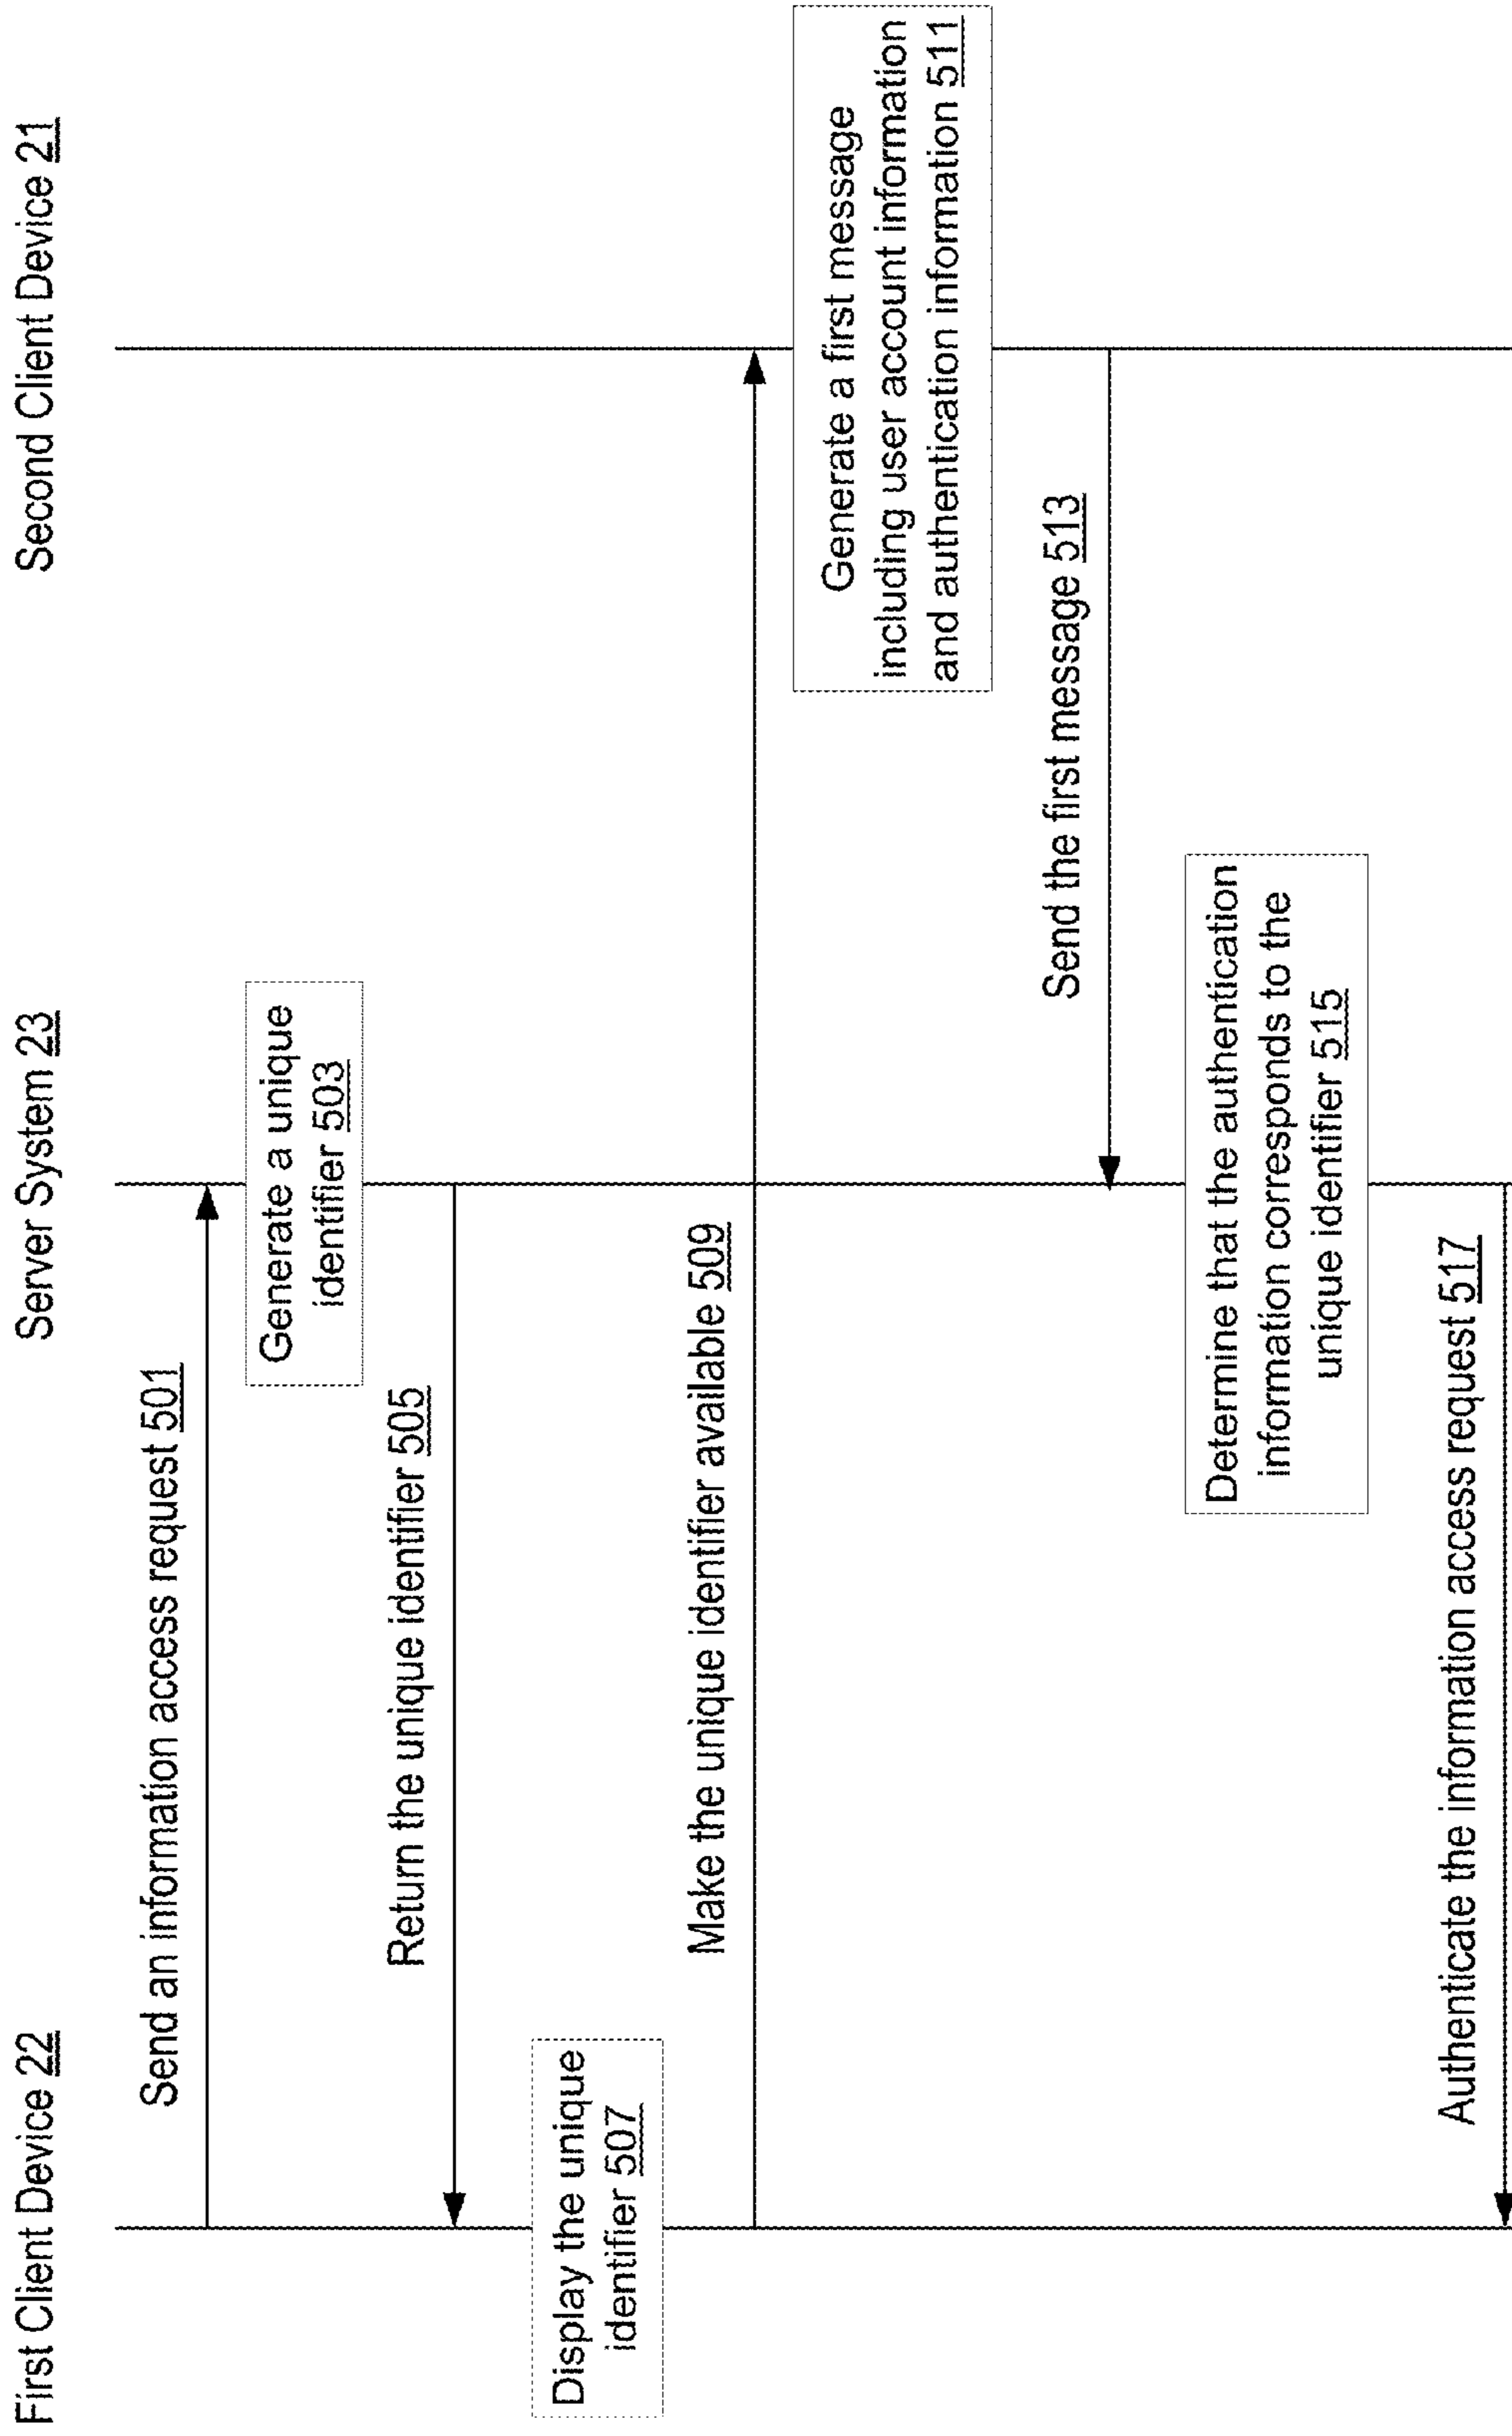 First Client Device 22
Server System 23
Second Client Device 21
Send an information access request 501
Generate a unique
identifier 503
Return the unique identifier 505
Display the unique
identifier 507
Make the unique identifier available 509
Generate a first message
including user account information
and authentication information 511
Send the first message 513
Determine that the authentication
information corresponds to the
unique identifier 515
Authenticate the information access request 517